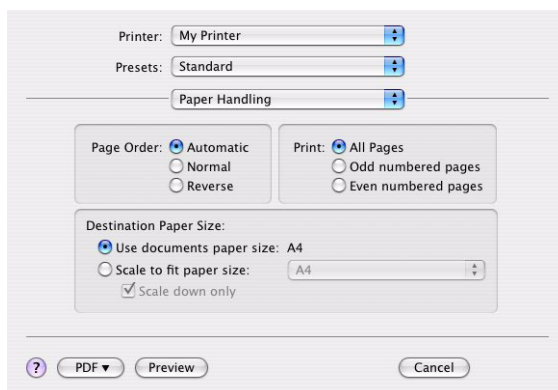 Printer: My Printer
Presets: Standard
Paper Handling
Page Order: Automatic
Normal
Reverse
Print: All Pages
Odd numbered pages
Even numbered pages
Destination Paper Size:
Use documents paper size: A4
Scale to fit paper size: A4
Scale down only
? PDF ▼ Preview Cancel